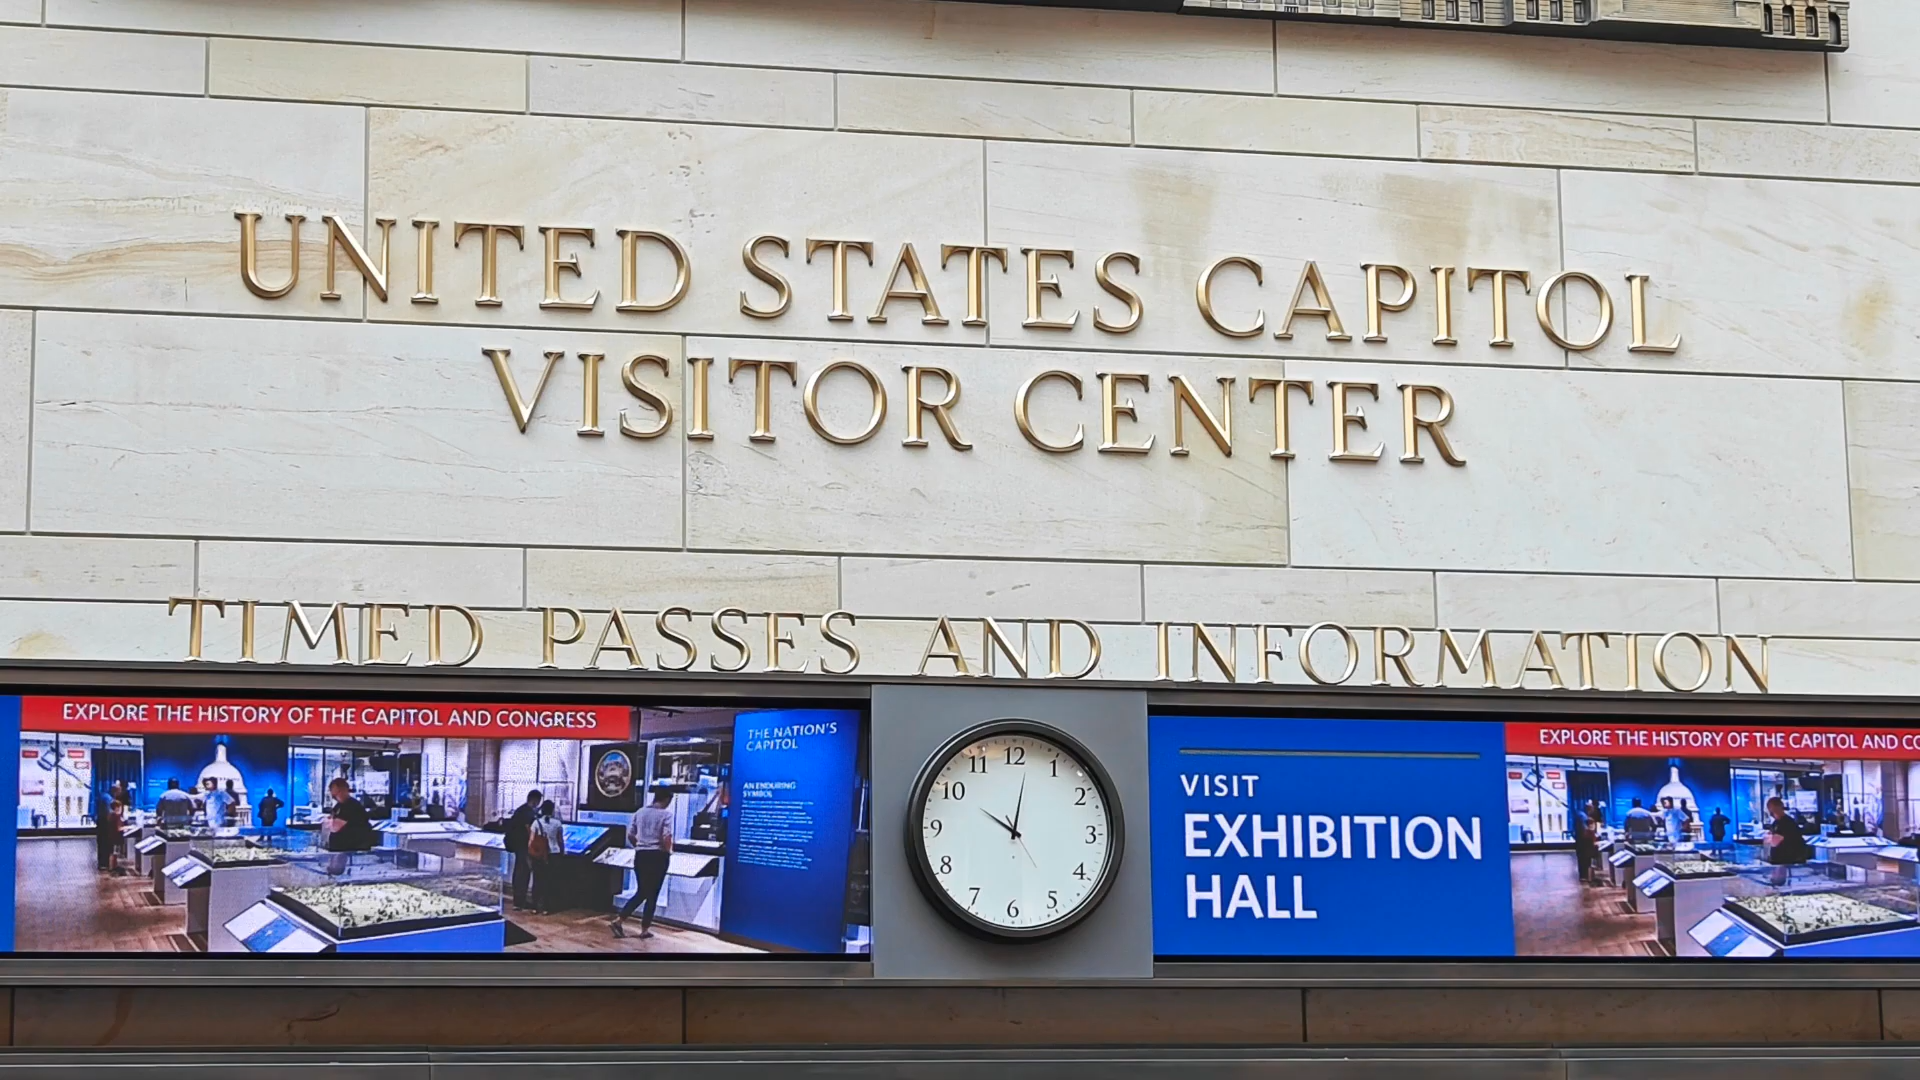 UNITED STATES CAPITOL
VISITOR CENTER
TIMED PASSES AND INFORMATION
EXPLORE THE HISTORY OF THE CAPITOL AND CONGRESS
THE NATION'S
CAPITOL
AN ENDURING
SYMBOL
12
1
2
3
4
5
6
7
8
9
10
11
VISIT
EXHIBITION
HALL
EXPLORE THE HISTORY OF THE CAPITOL AND CO